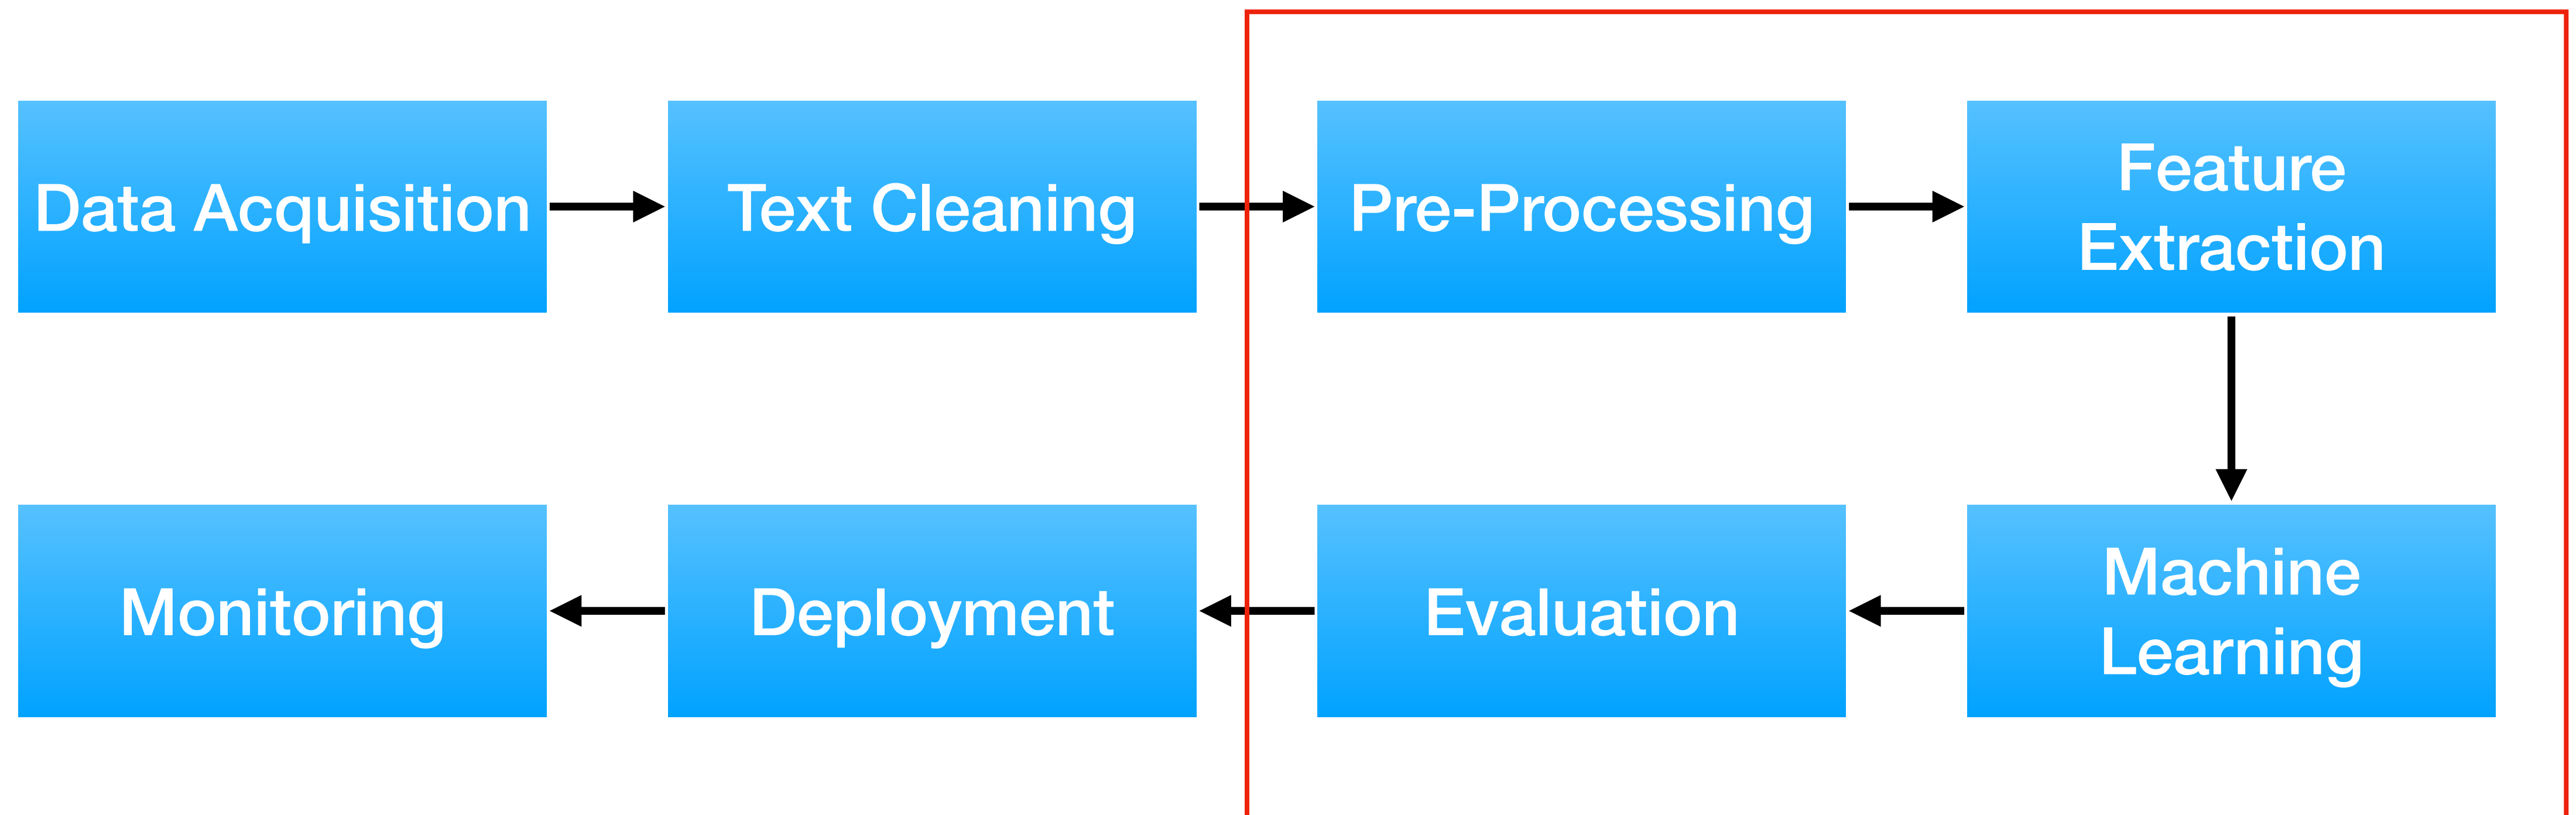 Data Acquisition
Text Cleaning
Pre-Processing
Feature
Extraction
Machine
Learning
Evaluation
Deployment
Monitoring